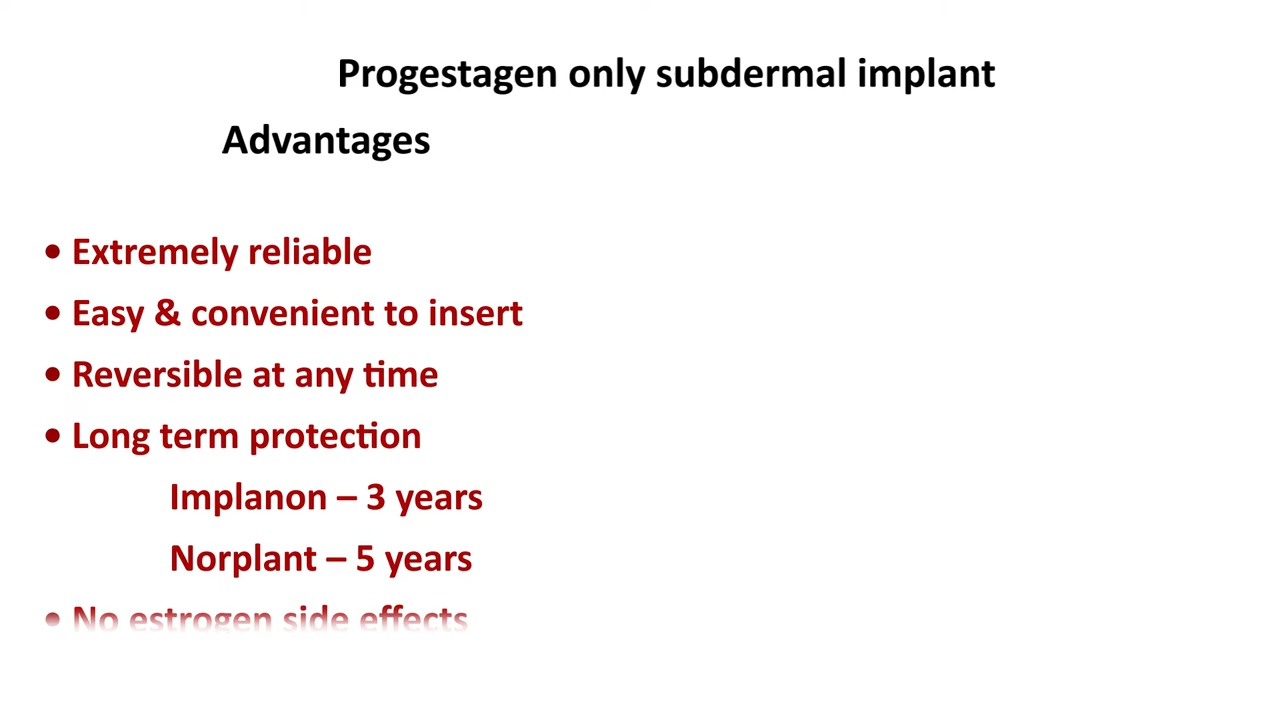 Progestagen only subdermal implant
Advantages
• Extremely reliable
• Easy & convenient to insert
• Reversible at any time
• Long term protection
Implanon – 3 years
Norplant – 5 years
• No estrogen side effects